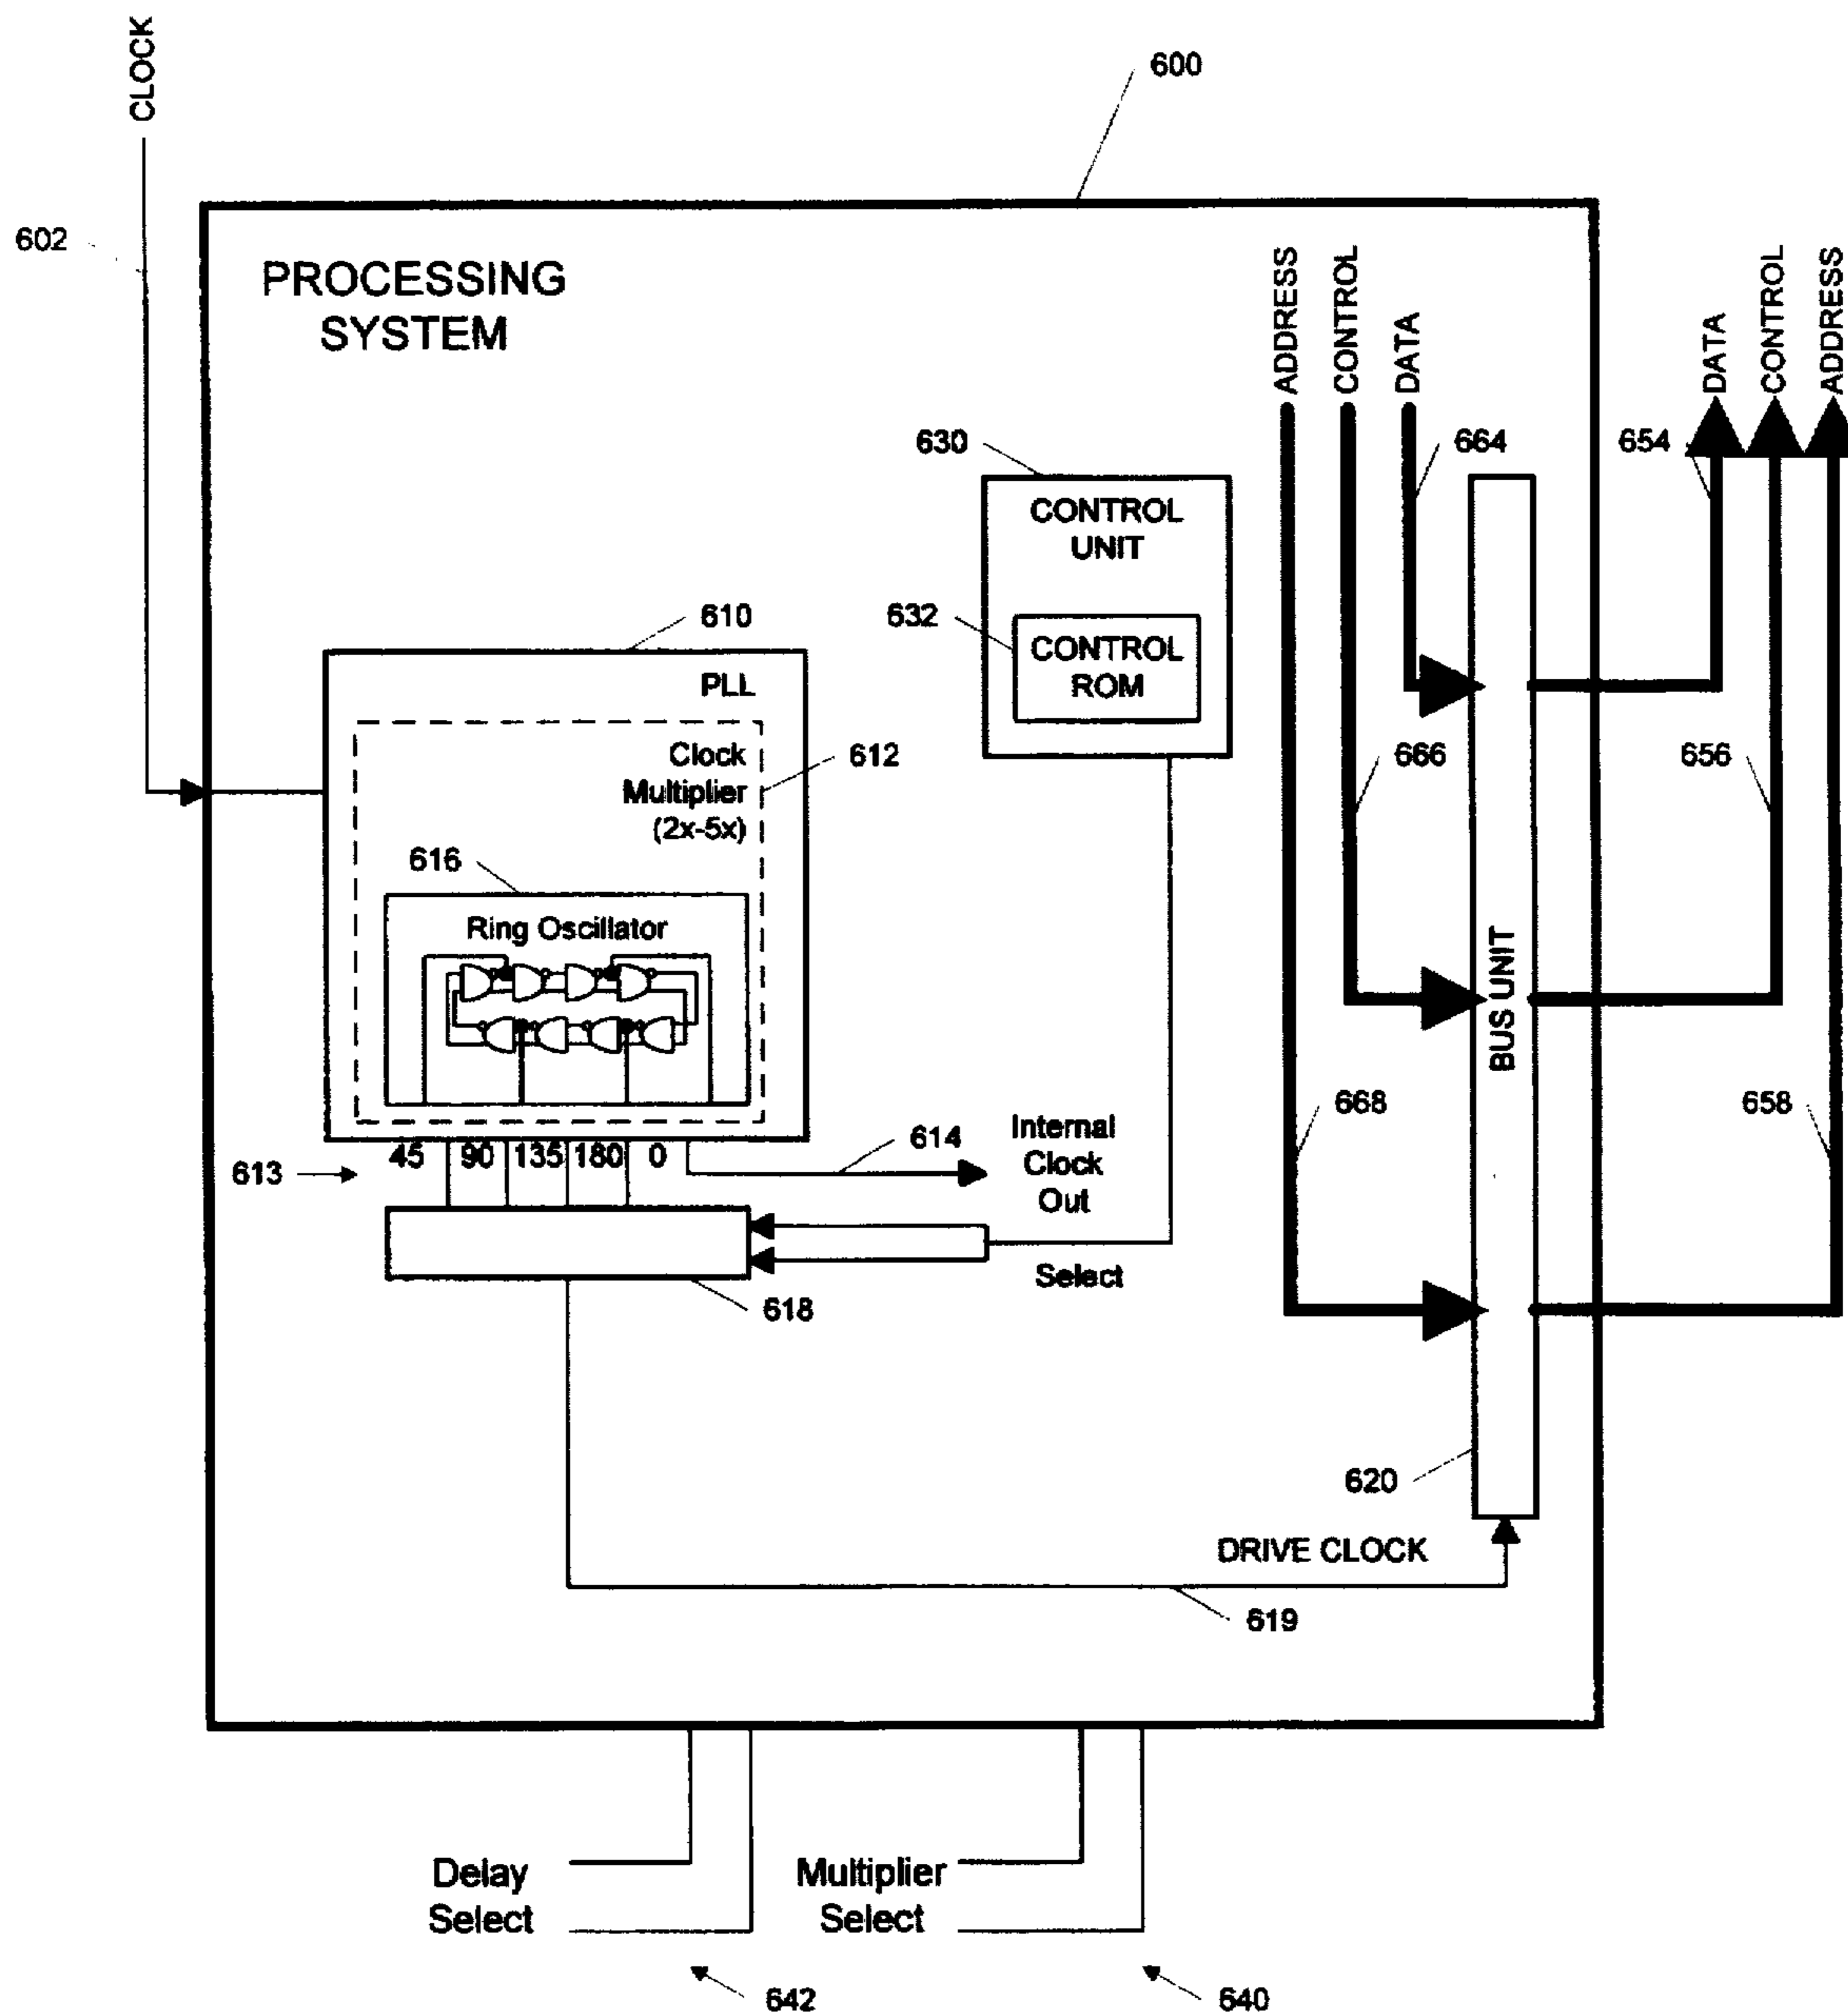 CLOCK
600
602
PROCESSING
SYSTEM
ADDRESS
CONTROL
DATA
DATA
CONTROL
ADDRESS
630
664
654
CONTROL
UNIT
610
632
CONTROL
ROM
PLL
Clock
Multiplier
(2x-5x)
612
666
656
616
Ring Oscillator
BUS UNIT
668
658
45 90 135 180 0
614
Internal
Clock
Out
613
Select
618
620
DRIVE CLOCK
619
Delay
Select
Multiplier
Select
642
640